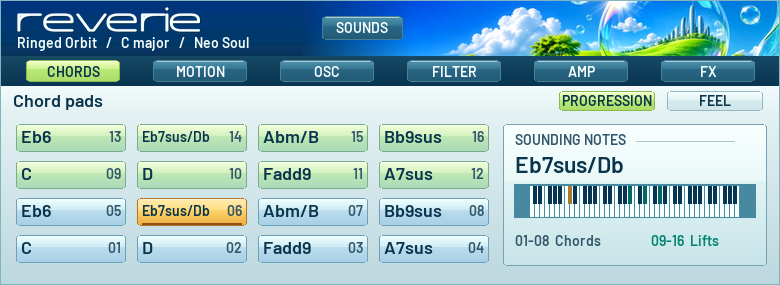 reverie
Ringed Orbit / C major / Neo Soul
SOUNDS
CHORDS MOTION OSC FILTER AMP FX
Chord pads
PROGRESSION FEEL
Eb6 13 Eb7sus/Db 14 Abm/B 15 Bb9sus 16
C 09 D 10 Fadd9 11 A7sus 12
Eb6 05 Eb7sus/Db 06 Abm/B 07 Bb9sus 08
C 01 D 02 Fadd9 03 A7sus 04
SOUNDING NOTES
Eb7sus/Db
01-08 Chords 09-16 Lifts